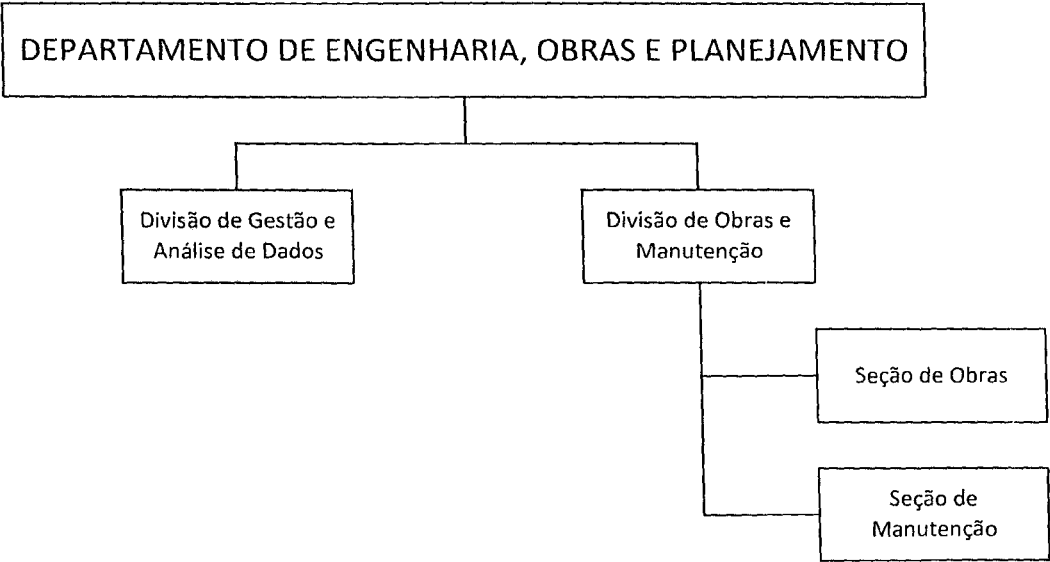 DEPARTAMENTO DE ENGENHARIA, OBRAS E PLANEJAMENTO
Divisão de Gestão e
Análise de Dados
Divisão de Obras e
Manutenção
Seção de Obras
Seção de
Manutenção